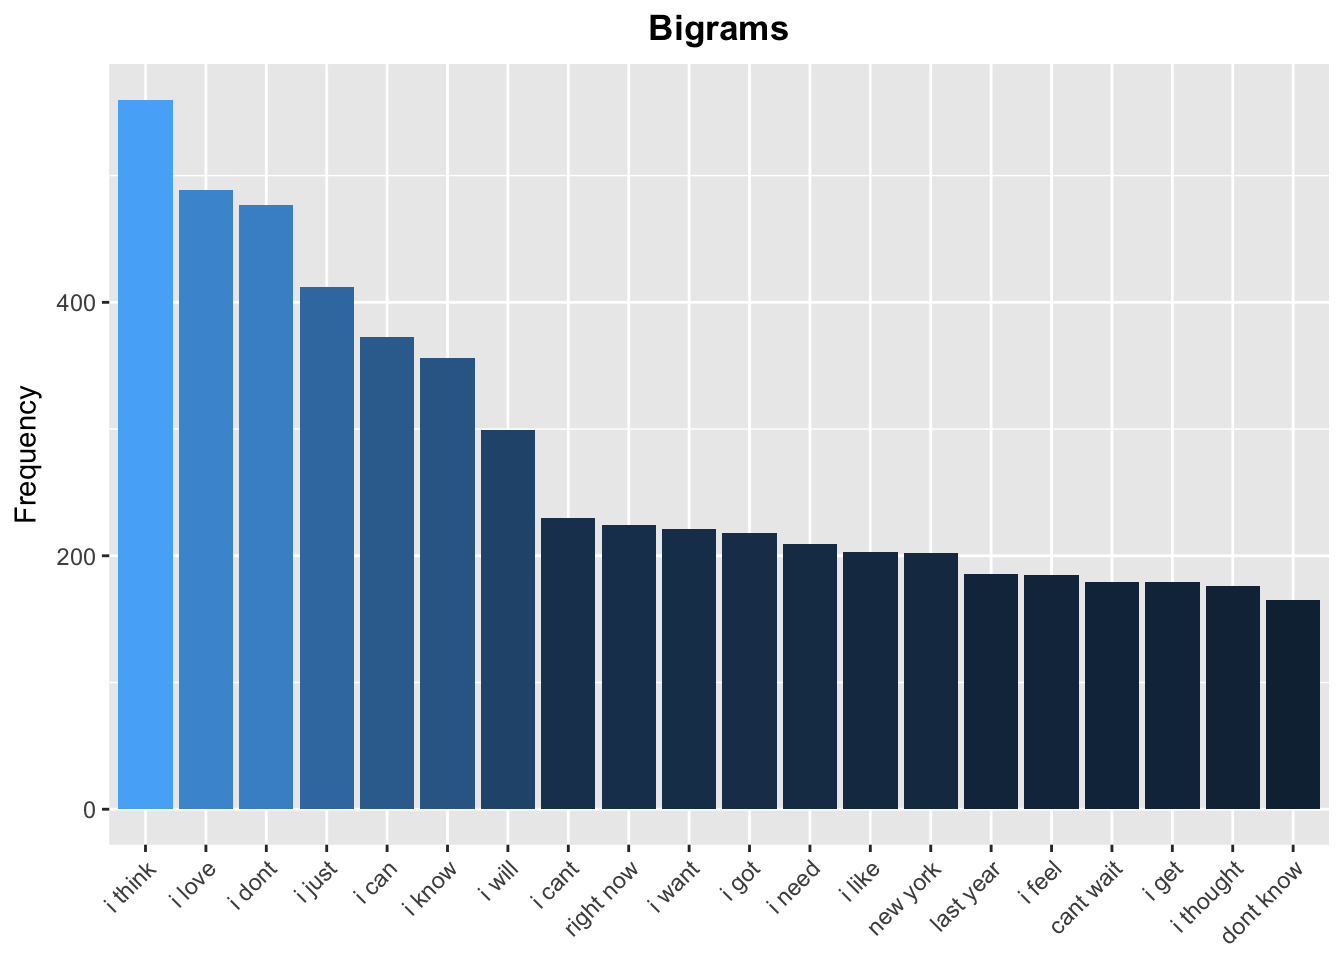 Bigrams
Frequency
400
200
0
i think
i love
i dont
i just
i can
i know
i will
i cant
right now
i want
i got
i need
i like
new york
last year
i feel
cant wait
i get
i thought
dont know